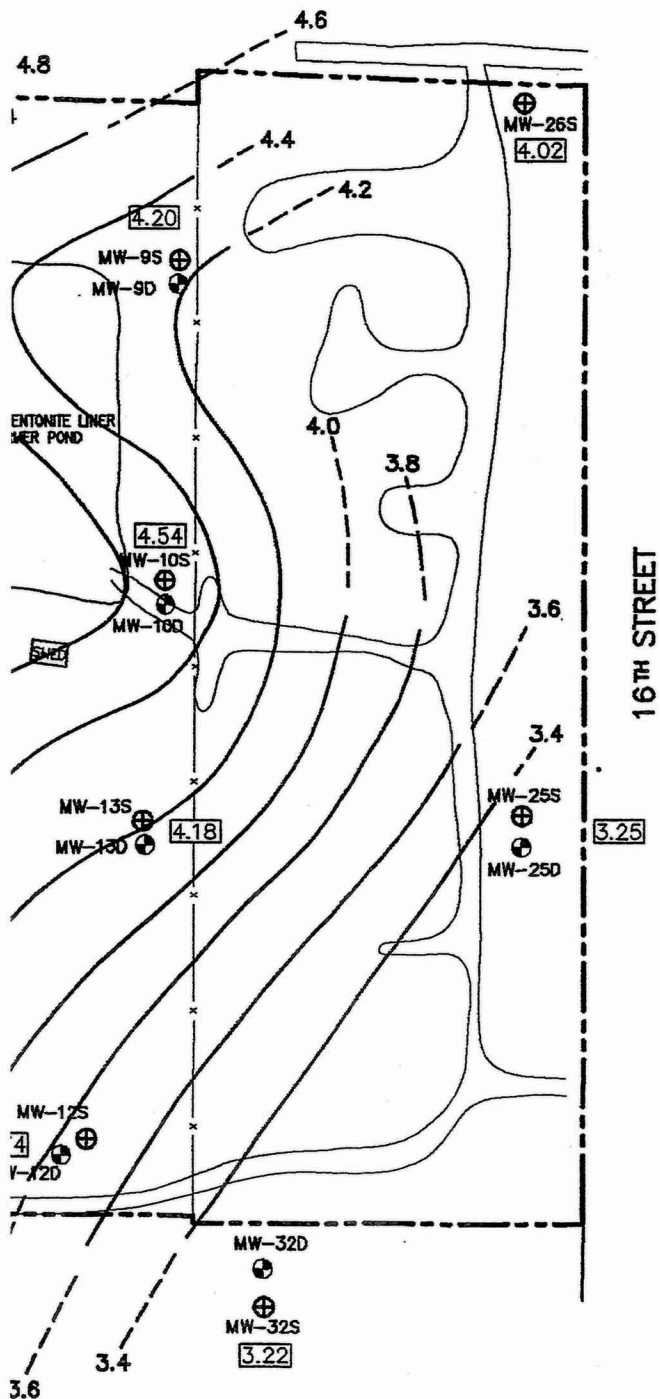 4.6
4.8
MW-26S
4.02
4.4
4.2
4.20
MW-9S
MW-9D
ENTONITE LINER
MER POND
4.0
3.8
4.54
MW-10S
MW-10D
SHED
16TH STREET
3.6
3.4
MW-13S
MW-13D
4.18
MW-25S
MW-25D
3.25
MW-12S
4
W-12D
MW-32D
MW-32S
3.22
3.4
3.6